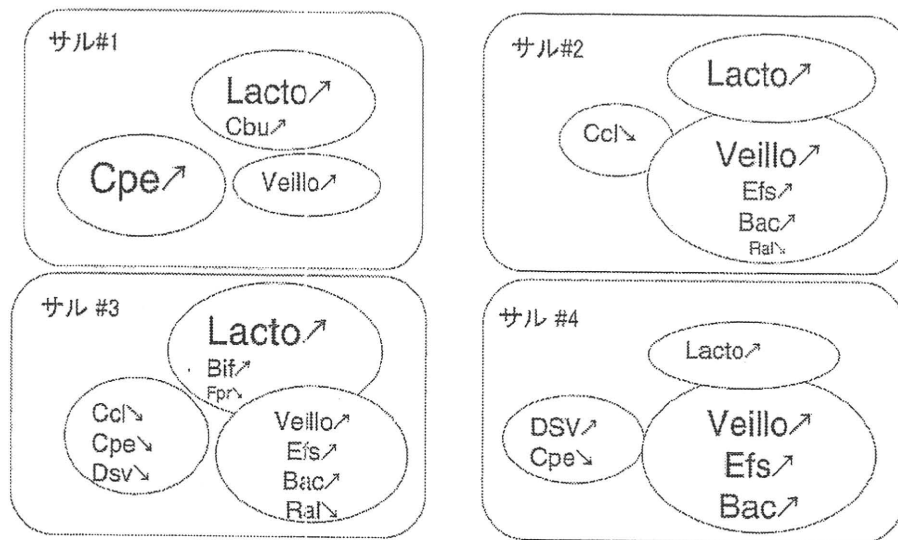 サル#1
Lacto↗
Cbu↗
Cpe↗
Veillo↗
サル#2
Lacto↗
Ccl↘
Veillo↗
Efs↗
Bac↗
Ral↘
サル #3
Lacto↗
Bif↗
Fpr↘
Ccl↘
Cpe↘
Dsv↘
Veillo↗
Efs↗
Bac↗
Ral↘
サル #4
Lacto↗
DSV↗
Cpe↘
Veillo↗
Efs↗
Bac↗